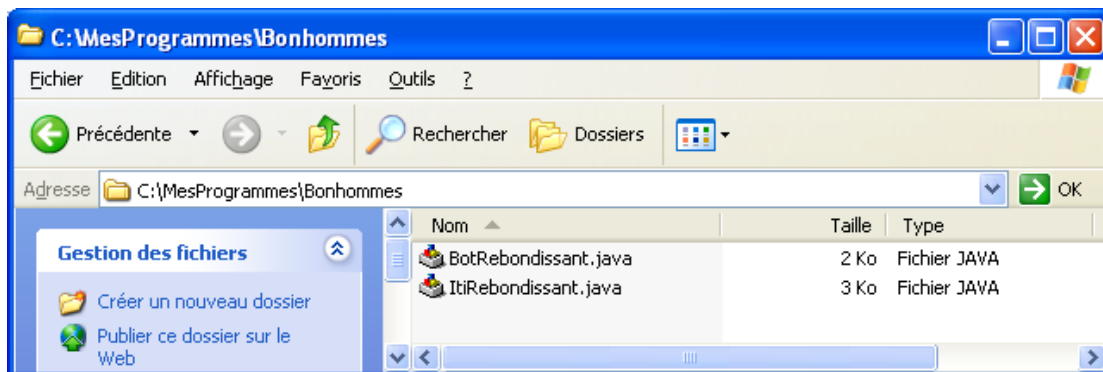 C:\MesProgrammes\Bonhommes
Fichier Edition Affichage Favoris Outils ?
Précédente Rechercher Dossiers
Adresse C:\MesProgrammes\Bonhommes OK
Nom Taille Type
Gestion des fichiers
BotRebondissant.java 2 Ko Fichier JAVA
ItiRebondissant.java 3 Ko Fichier JAVA
Créer un nouveau dossier
Publier ce dossier sur le
Web